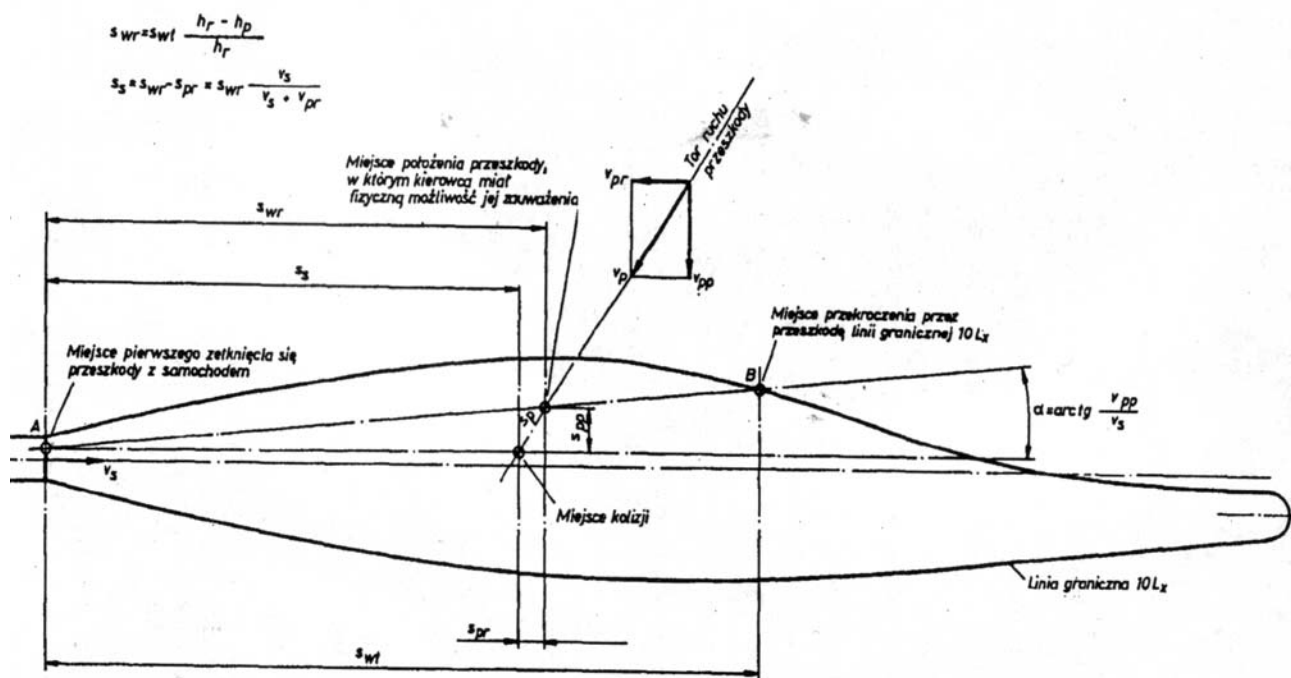 s_wr = s_wt (h_r - h_p) / h_r
s_s = s_wr - s_pr = s_wr v_s / (v_s + v_pr)
Tor ruchu
przeszkody
Miejsce położenia przeszkody,
w którym kierowca miał
fizyczną możliwość jej zauważenia
v_pr
s_wr
v_p
v_pp
s_s
Miejsce przekroczenia przez
przeszkodę linii granicznej 10 L_x
Miejsce pierwszego zetknięcia się
przeszkody z samochodem
B
α = arctg v_pp / v_s
A
s_p
s_pp
v_s
Miejsce kolizji
Linia graniczna 10 L_x
s_pr
s_wt